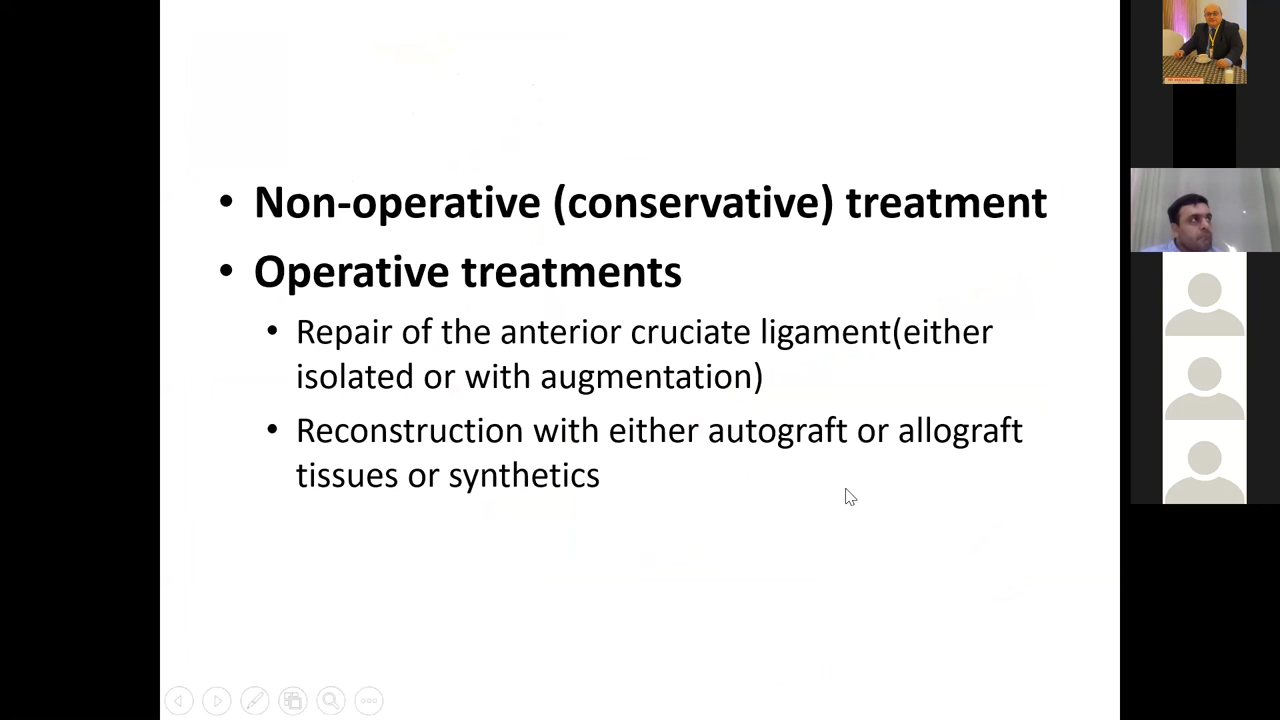 • Non-operative (conservative) treatment
• Operative treatments
• Repair of the anterior cruciate ligament(either
isolated or with augmentation)
• Reconstruction with either autograft or allograft
tissues or synthetics